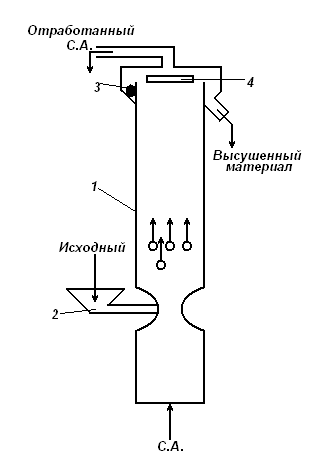 Отработанный
С.А.
3
4
Высушенный
материал
1
Исходный
2
С.А.